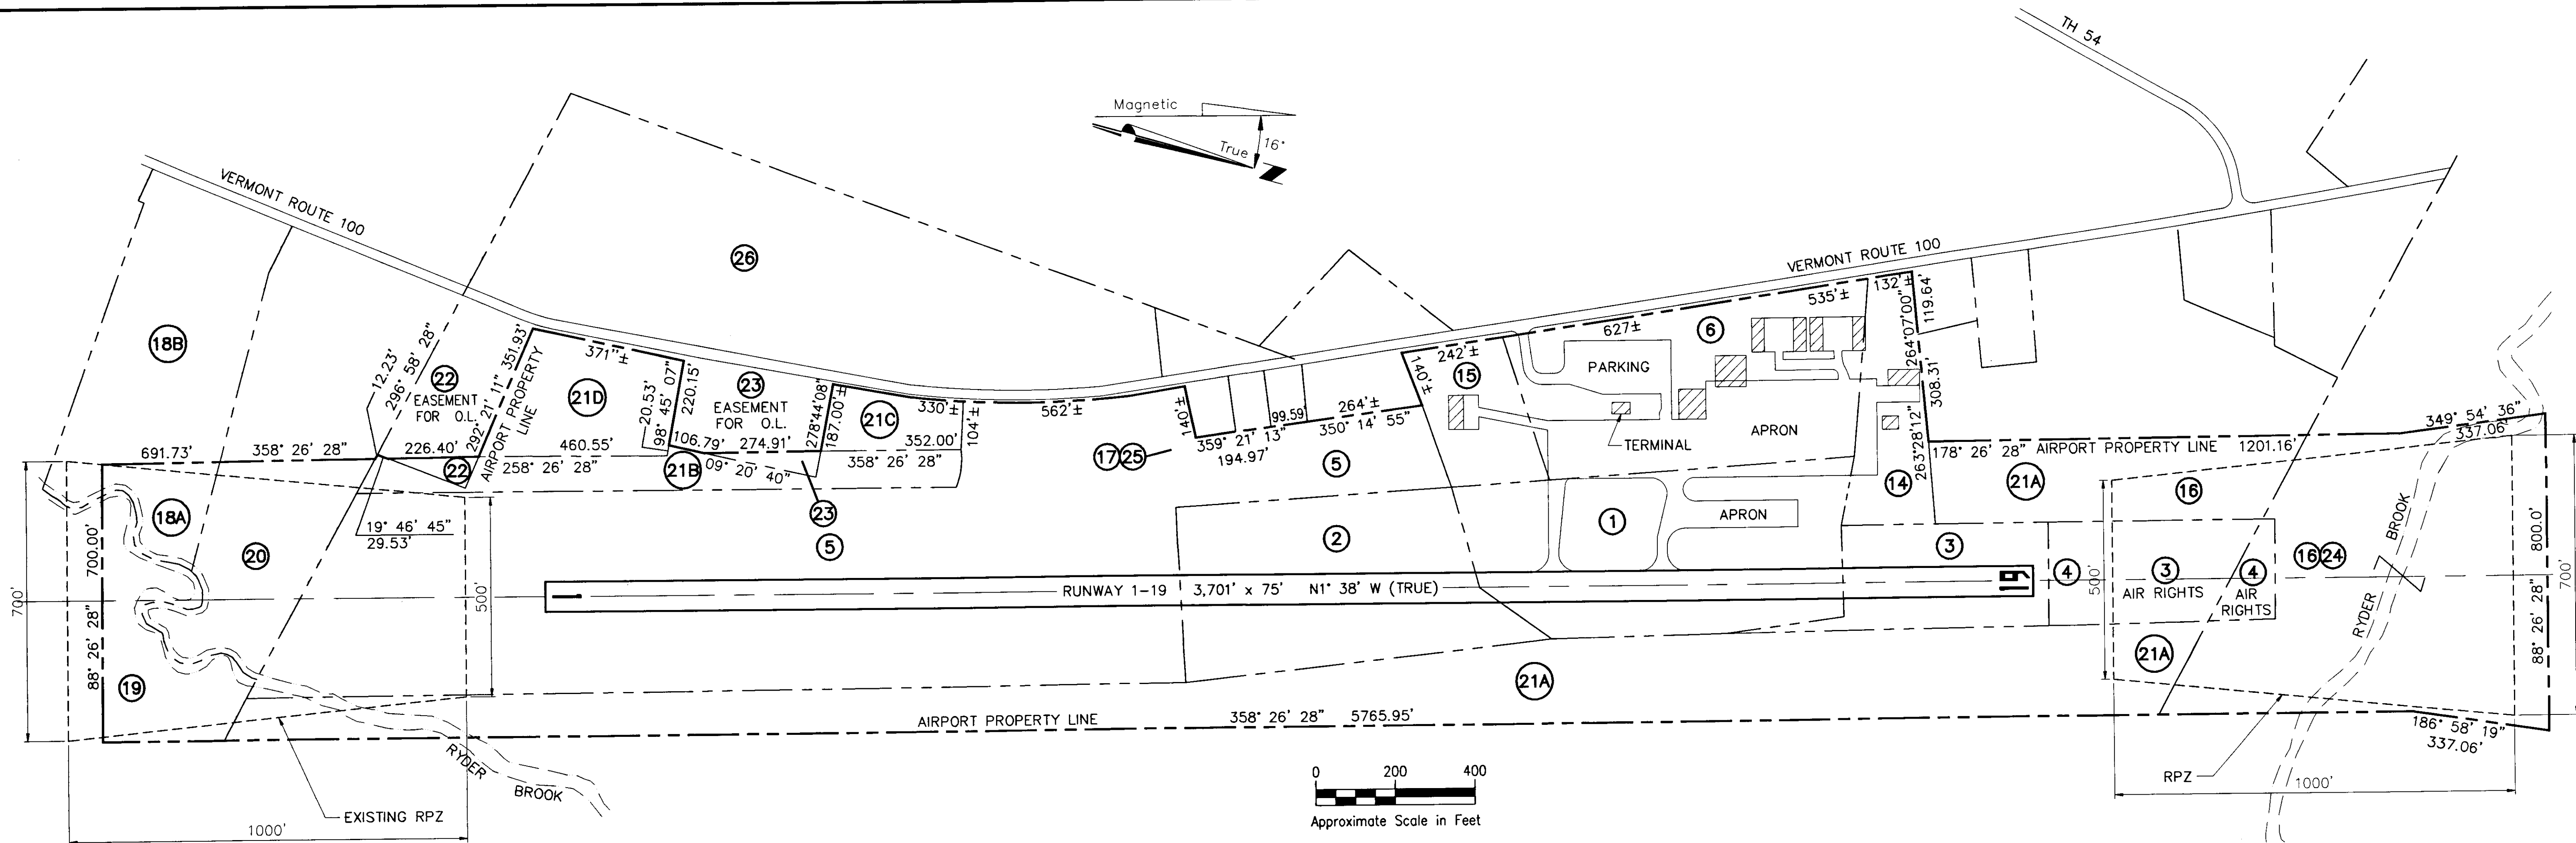 TH 54
Magnetic
True
16°
VERMONT ROUTE 100
26
VERMONT ROUTE 100
18B
12.23'
296° 58' 28"
22
EASEMENT
FOR O.L.
292° 21' 11" 351.93'
AIRPORT PROPERTY
LINE
371"±
21D
20.53'
98° 45' 07"
220.15'
23
EASEMENT
FOR O.L.
278°44'08"
187.00'±
21C
330'±
104'±
562'±
140'±
99.59'
359° 21' 13"
194.97'
264'±
350° 14' 55"
140'±
242'±
15
627±
6
535'±
132'±
264°07'00"±
119.64'
PARKING
TERMINAL
APRON
APRON
263°28'12"
308.31'
14
349° 54' 36"
337.06'
691.73'
358° 26' 28"
226.40'
22
460.55'
258° 26' 28"
106.79'
274.91'
21B
09° 20' 40"
358° 26' 28"
352.00'
17
25
5
178° 26' 28"
AIRPORT PROPERTY LINE
1201.16'
21A
16
18A
700'
700.00'
88° 26' 28"
20
19° 46' 45"
29.53'
500'
23
5
2
1
3
4
500'
3
AIR RIGHTS
4
AIR
RIGHTS
16
24
RYDER
BROOK
800.0'
88° 26' 28"
700'
RUNWAY 1-19 3,701' x 75' N1° 38' W (TRUE)
19
21A
21A
AIRPORT PROPERTY LINE
358° 26' 28"
5765.95'
186° 58' 19"
337.06'
RYDER
BROOK
EXISTING RPZ
1000'
RPZ
1000'
0 200 400
Approximate Scale in Feet